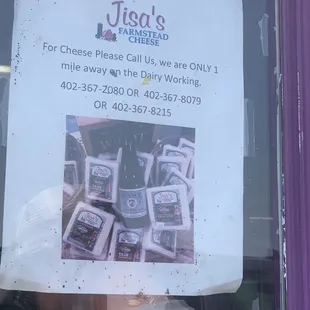 Jisa's
FARMSTEAD
CHEESE
For Cheese Please Call Us, we are ONLY 1
mile away on the Dairy Working.
402-367-7080 OR 402-367-8079
OR 402-367-8215